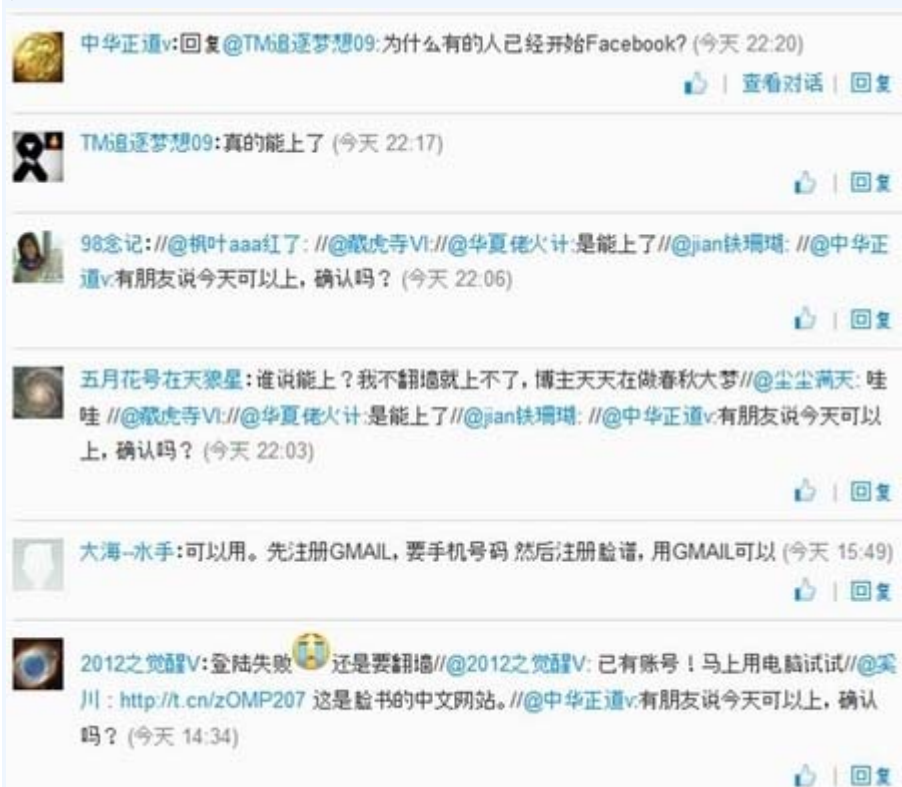 中华正道v:回复@TM追逐梦想09:为什么有的人已经开始Facebook? (今天 22:20)
| 查看对话 | 回复
TM追逐梦想09:真的能上了 (今天 22:17)
| 回复
98念记://@枫叶aaa红了: //@藏虎寺VI://@华夏佬火计:是能上了//@jian铁珊瑚: //@中华正
道v:有朋友说今天可以上，确认吗？ (今天 22:06)
| 回复
五月花号在天狼星:谁说能上？我不翻墙就上不了，博主天天在做春秋大梦//@尘尘满天: 哇
哇 //@藏虎寺VI://@华夏佬火计:是能上了//@jian铁珊瑚: //@中华正道v:有朋友说今天可以
上，确认吗？ (今天 22:03)
| 回复
大海--水手:可以用。先注册GMAIL，要手机号码 然后注册脸谱，用GMAIL可以 (今天 15:49)
| 回复
2012之觉醒V:登陆失败 还是要翻墙//@2012之觉醒V: 已有账号！马上用电脑试试//@奚
川：http://t.cn/zOMP207 这是脸书的中文网站。//@中华正道v:有朋友说今天可以上，确认
吗？ (今天 14:34)
| 回复